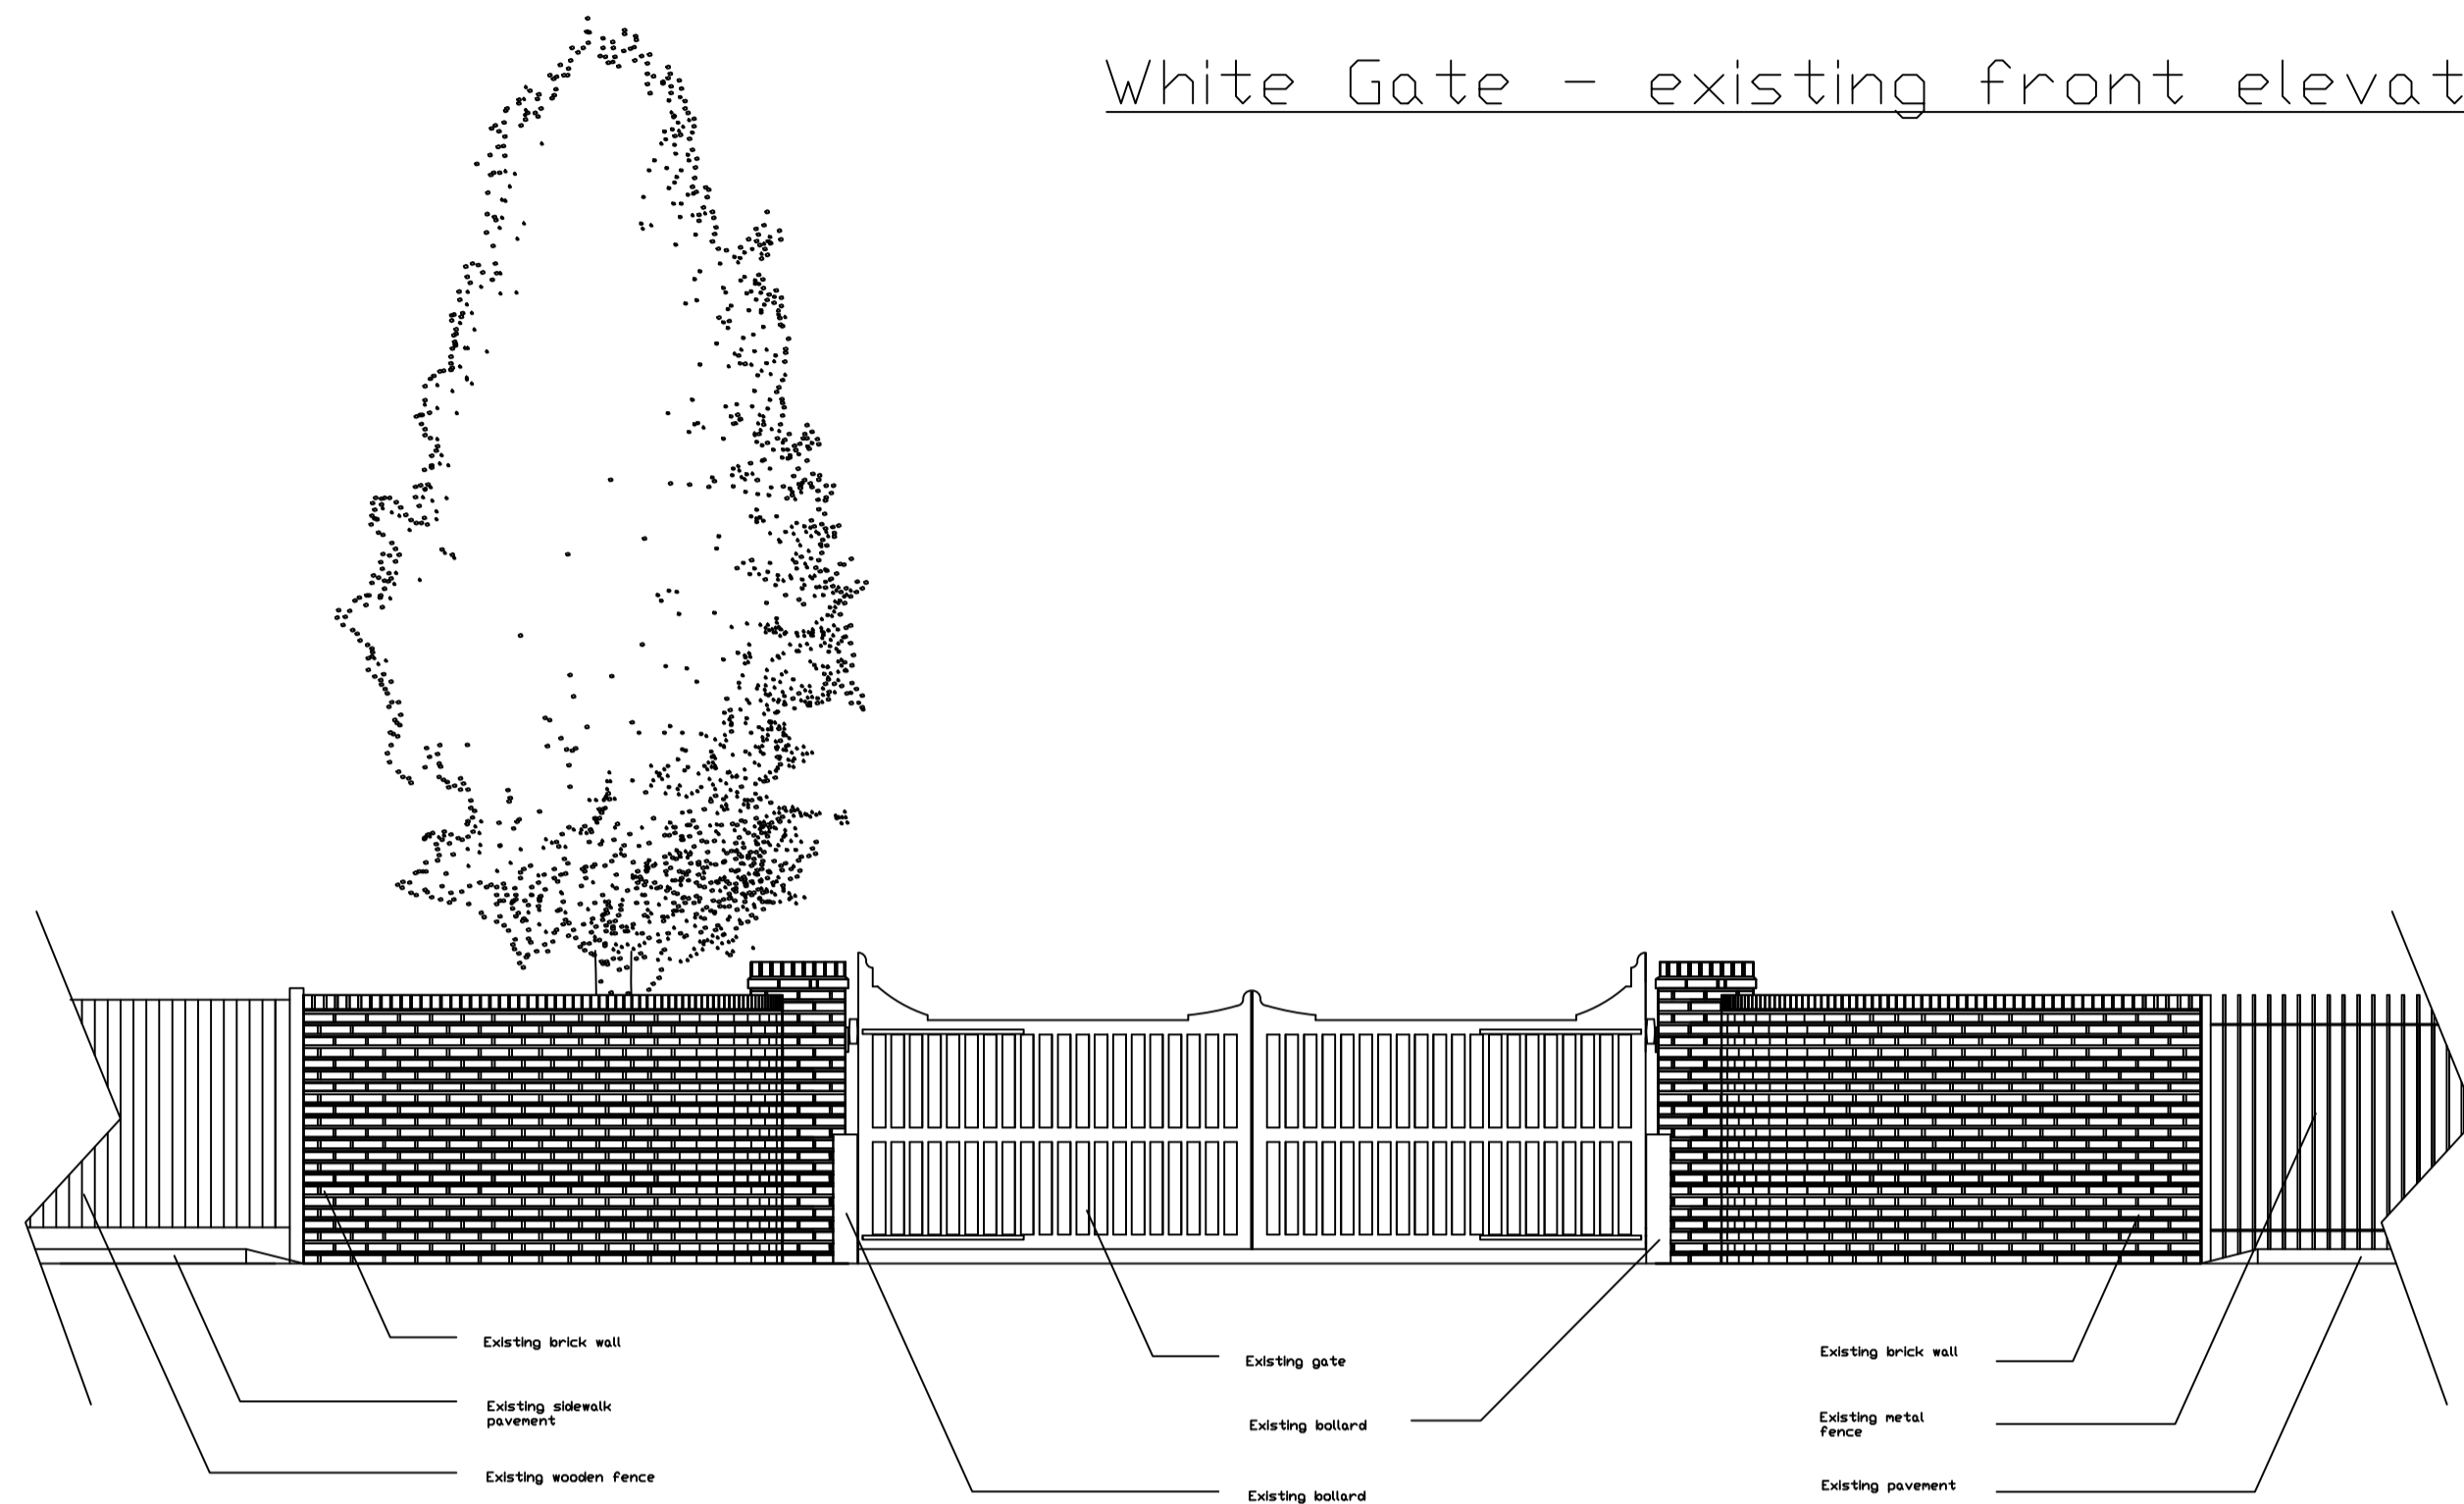 White Gate - existing front elevat
Existing brick wall
Existing sidewalk
pavement
Existing wooden fence
Existing gate
Existing bollard
Existing bollard
Existing brick wall
Existing metal
fence
Existing pavement